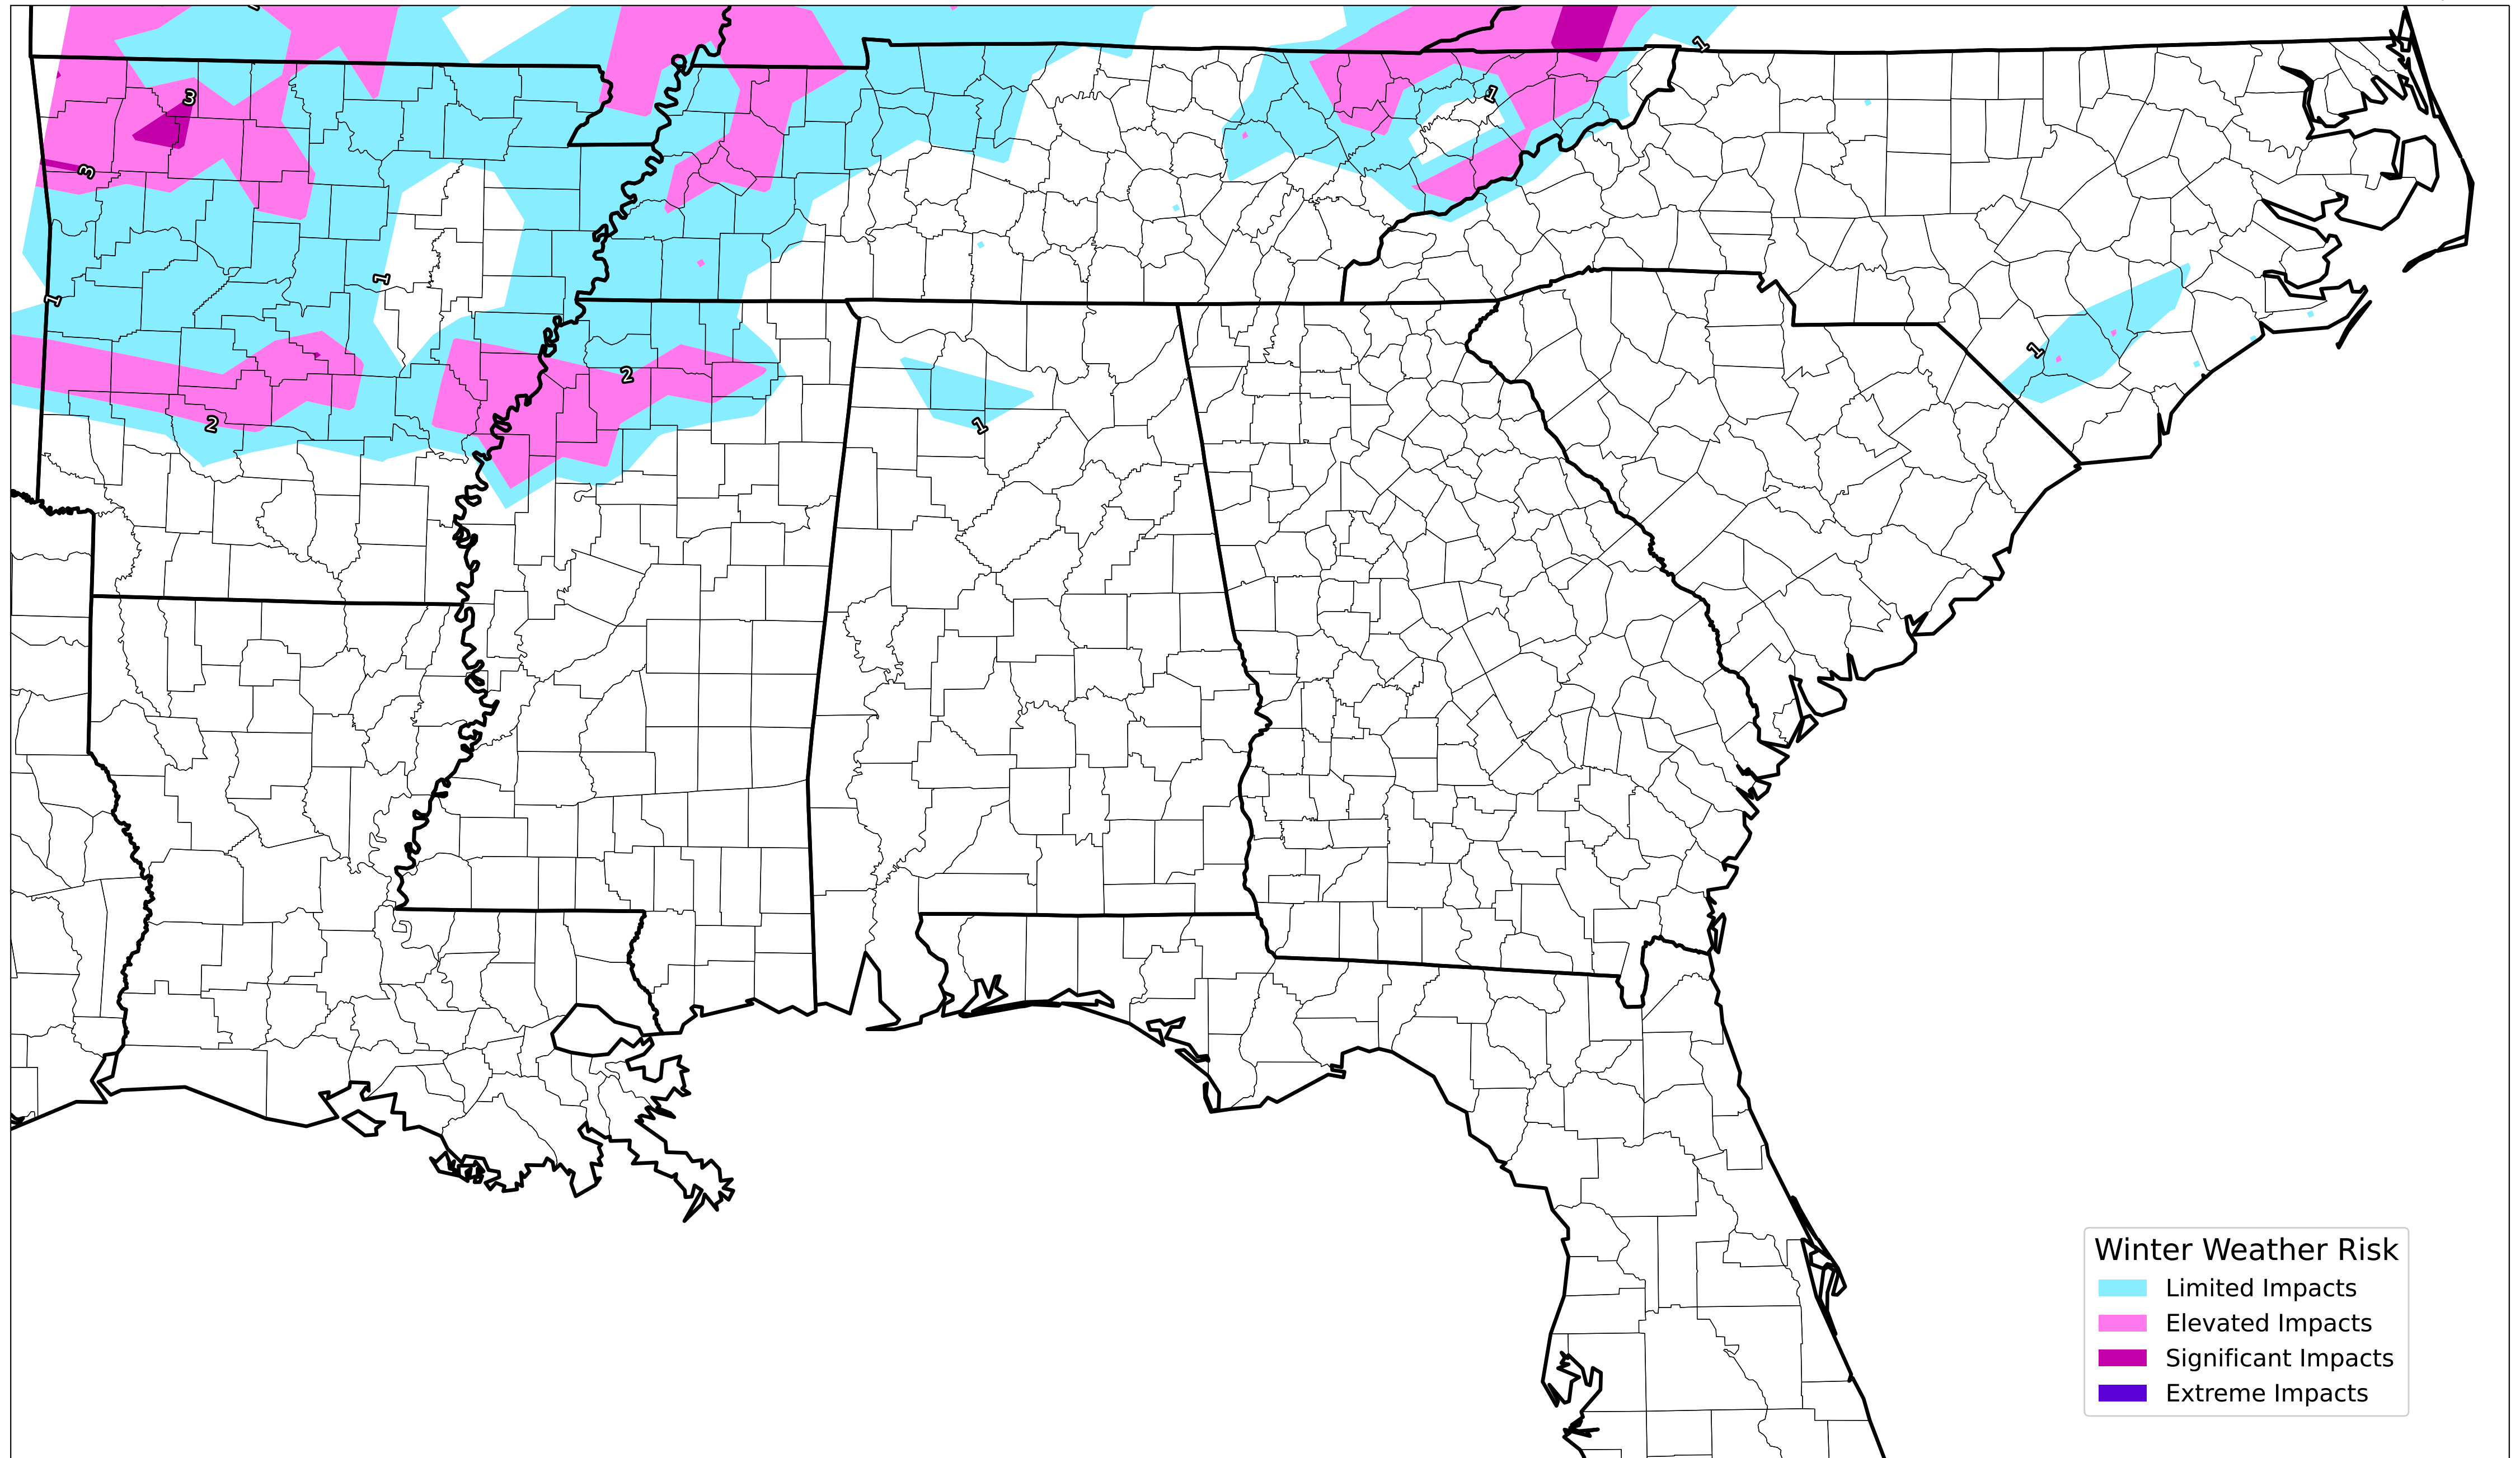 1
3
1
3
1
1
1
2
2
1
Winter Weather Risk
Limited Impacts
Elevated Impacts
Significant Impacts
Extreme Impacts